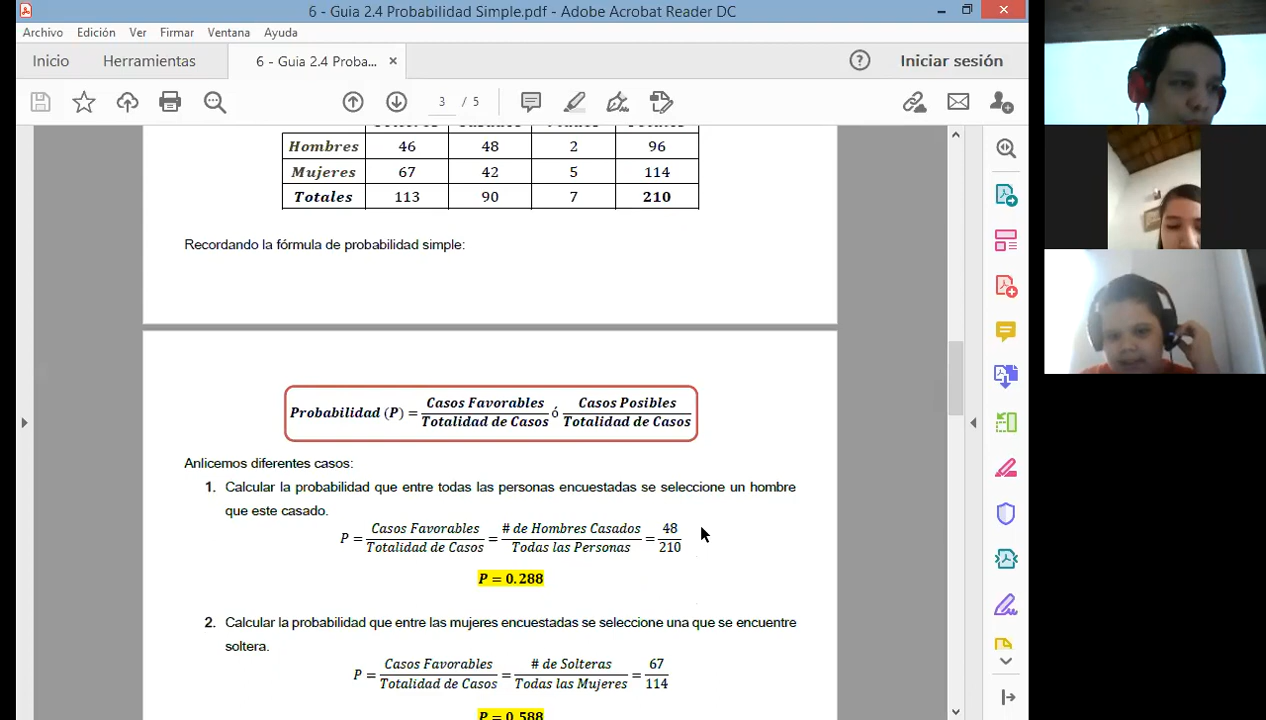 6 - Guia 2.4 Probabilidad Simple.pdf - Adobe Acrobat Reader DC
Archivo Edición Ver Firmar Ventana Ayuda
Inicio Herramientas 6 - Guia 2.4 Proba... × ? Iniciar sesión
3 / 5
Hombres 46 48 2 96
Mujeres 67 42 5 114
Totales 113 90 7 210
Recordando la fórmula de probabilidad simple:
Probabilidad (P) = Casos Favorables / Totalidad de Casos ó Casos Posibles / Totalidad de Casos
Anlicemos diferentes casos:
1. Calcular la probabilidad que entre todas las personas encuestadas se seleccione un hombre
que este casado.
P = Casos Favorables / Totalidad de Casos = # de Hombres Casados / Todas las Personas = 48 / 210
P = 0.288
2. Calcular la probabilidad que entre las mujeres encuestadas se seleccione una que se encuentre
soltera.
P = Casos Favorables / Totalidad de Casos = # de Solteras / Todas las Mujeres = 67 / 114
P = 0.588